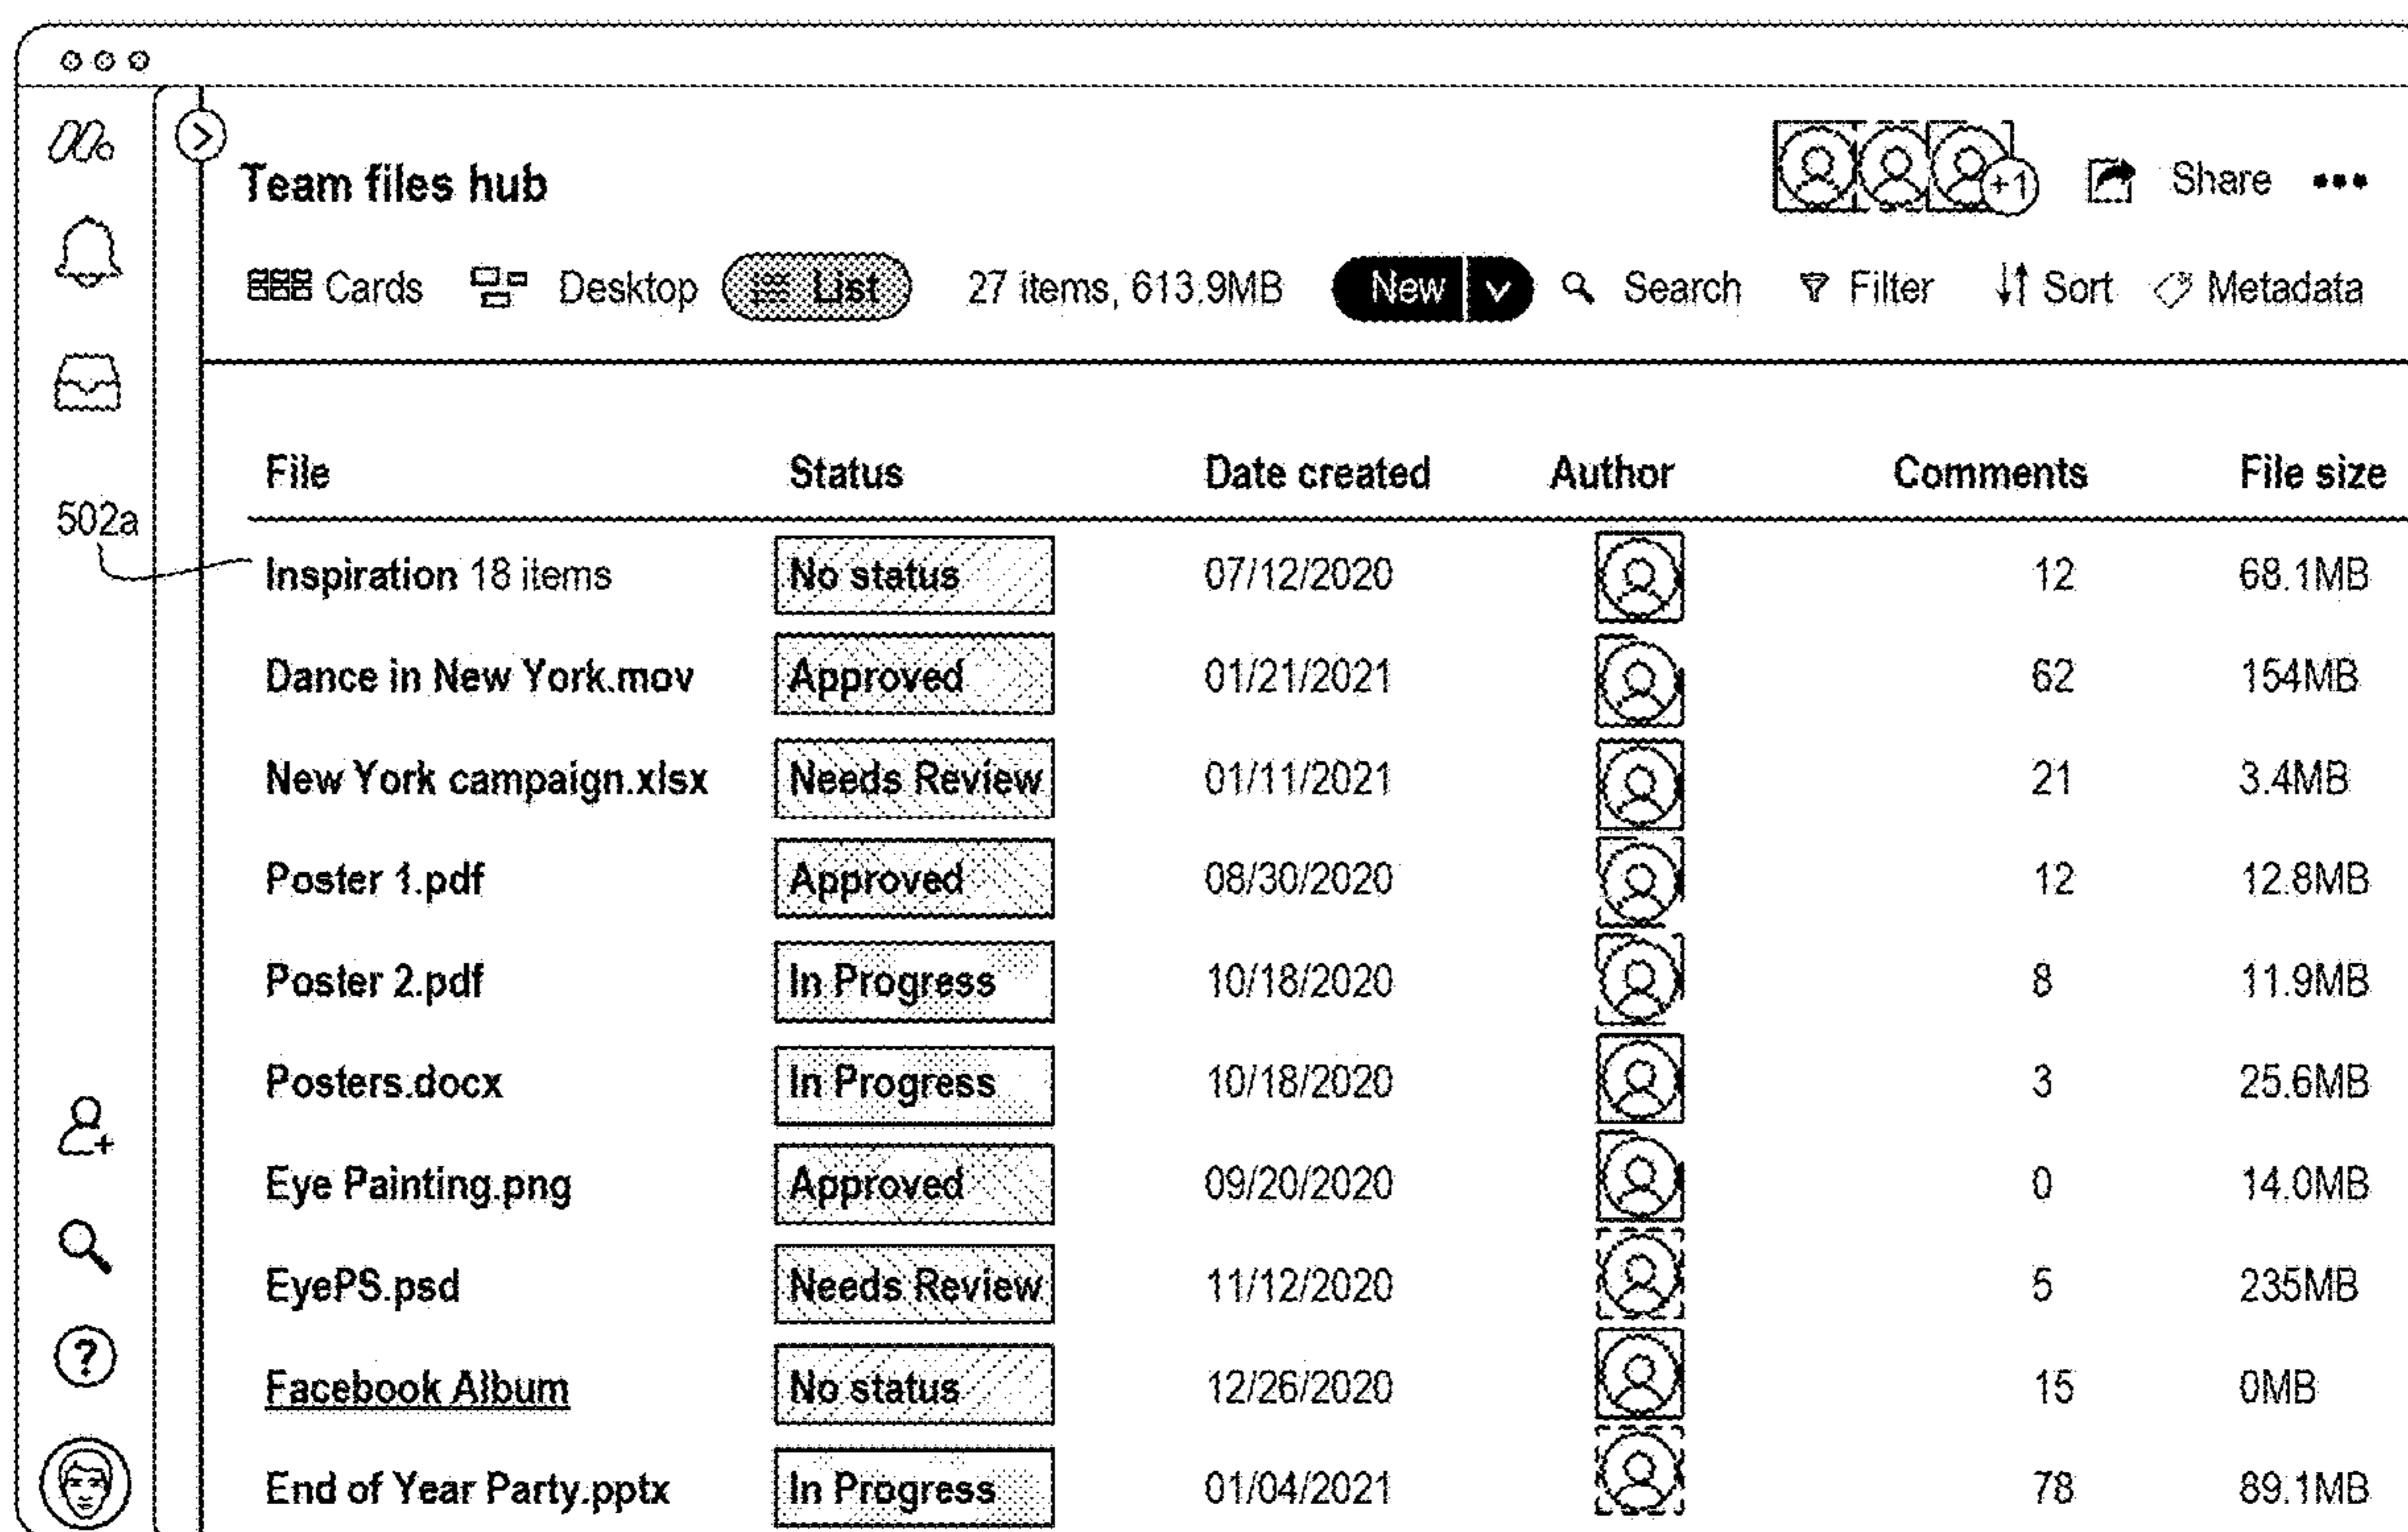 Team files hub +1 Share •••
Cards Desktop List 27 items, 613.9MB New Search Filter Sort Metadata
File Status Date created Author Comments File size
502a
Inspiration 18 items No status 07/12/2020 12 68.1MB
Dance in New York.mov Approved 01/21/2021 62 154MB
New York campaign.xlsx Needs Review 01/11/2021 21 3.4MB
Poster 1.pdf Approved 08/30/2020 12 12.8MB
Poster 2.pdf In Progress 10/18/2020 8 11.9MB
Posters.docx In Progress 10/18/2020 3 25.6MB
Eye Painting.png Approved 09/20/2020 0 14.0MB
EyePS.psd Needs Review 11/12/2020 5 235MB
Facebook Album No status 12/26/2020 15 0MB
End of Year Party.pptx In Progress 01/04/2021 78 89.1MB